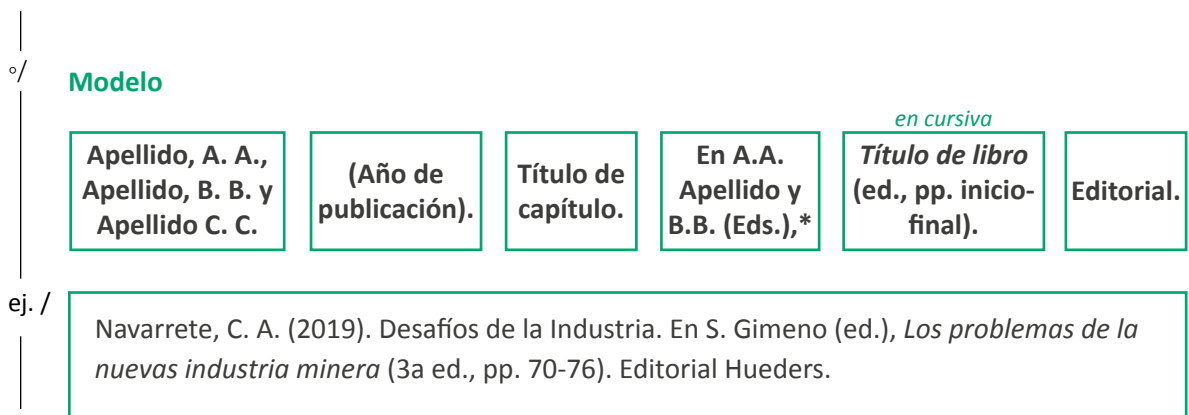 °/
Modelo
en cursiva
Apellido, A. A.,
Apellido, B. B. y
Apellido C. C.
(Año de
publicación).
Título de
capítulo.
En A.A.
Apellido y
B.B. (Eds.),*
Título de libro
(ed., pp. inicio-
final).
Editorial.
ej. /
Navarrete, C. A. (2019). Desafíos de la Industria. En S. Gimeno (ed.), Los problemas de la
nuevas industria minera (3a ed., pp. 70-76). Editorial Hueders.